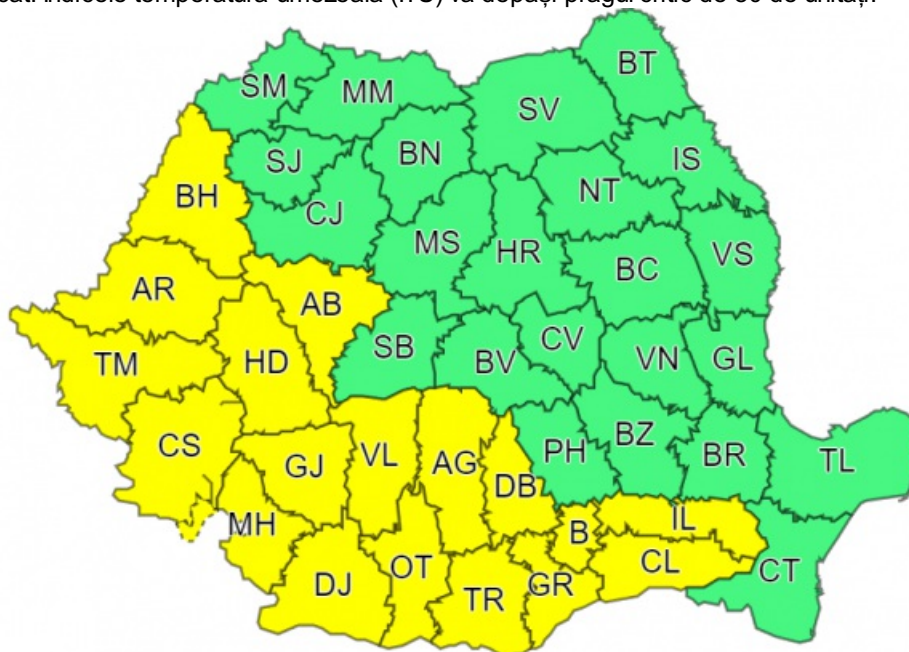 indicele temperatură-umezeală (ITU) va depăși pragul critic de 80 de unități.
BT
SM
MM
SV
SJ
BN
IS
BH
NT
CJ
MS
HR
VS
BC
AR
AB
SB
CV
TM
HD
BV
VN
GL
CS
GJ
VL
AG
PH
BZ
BR
TL
DB
MH
B
IL
DJ
OT
TR
GR
CL
CT